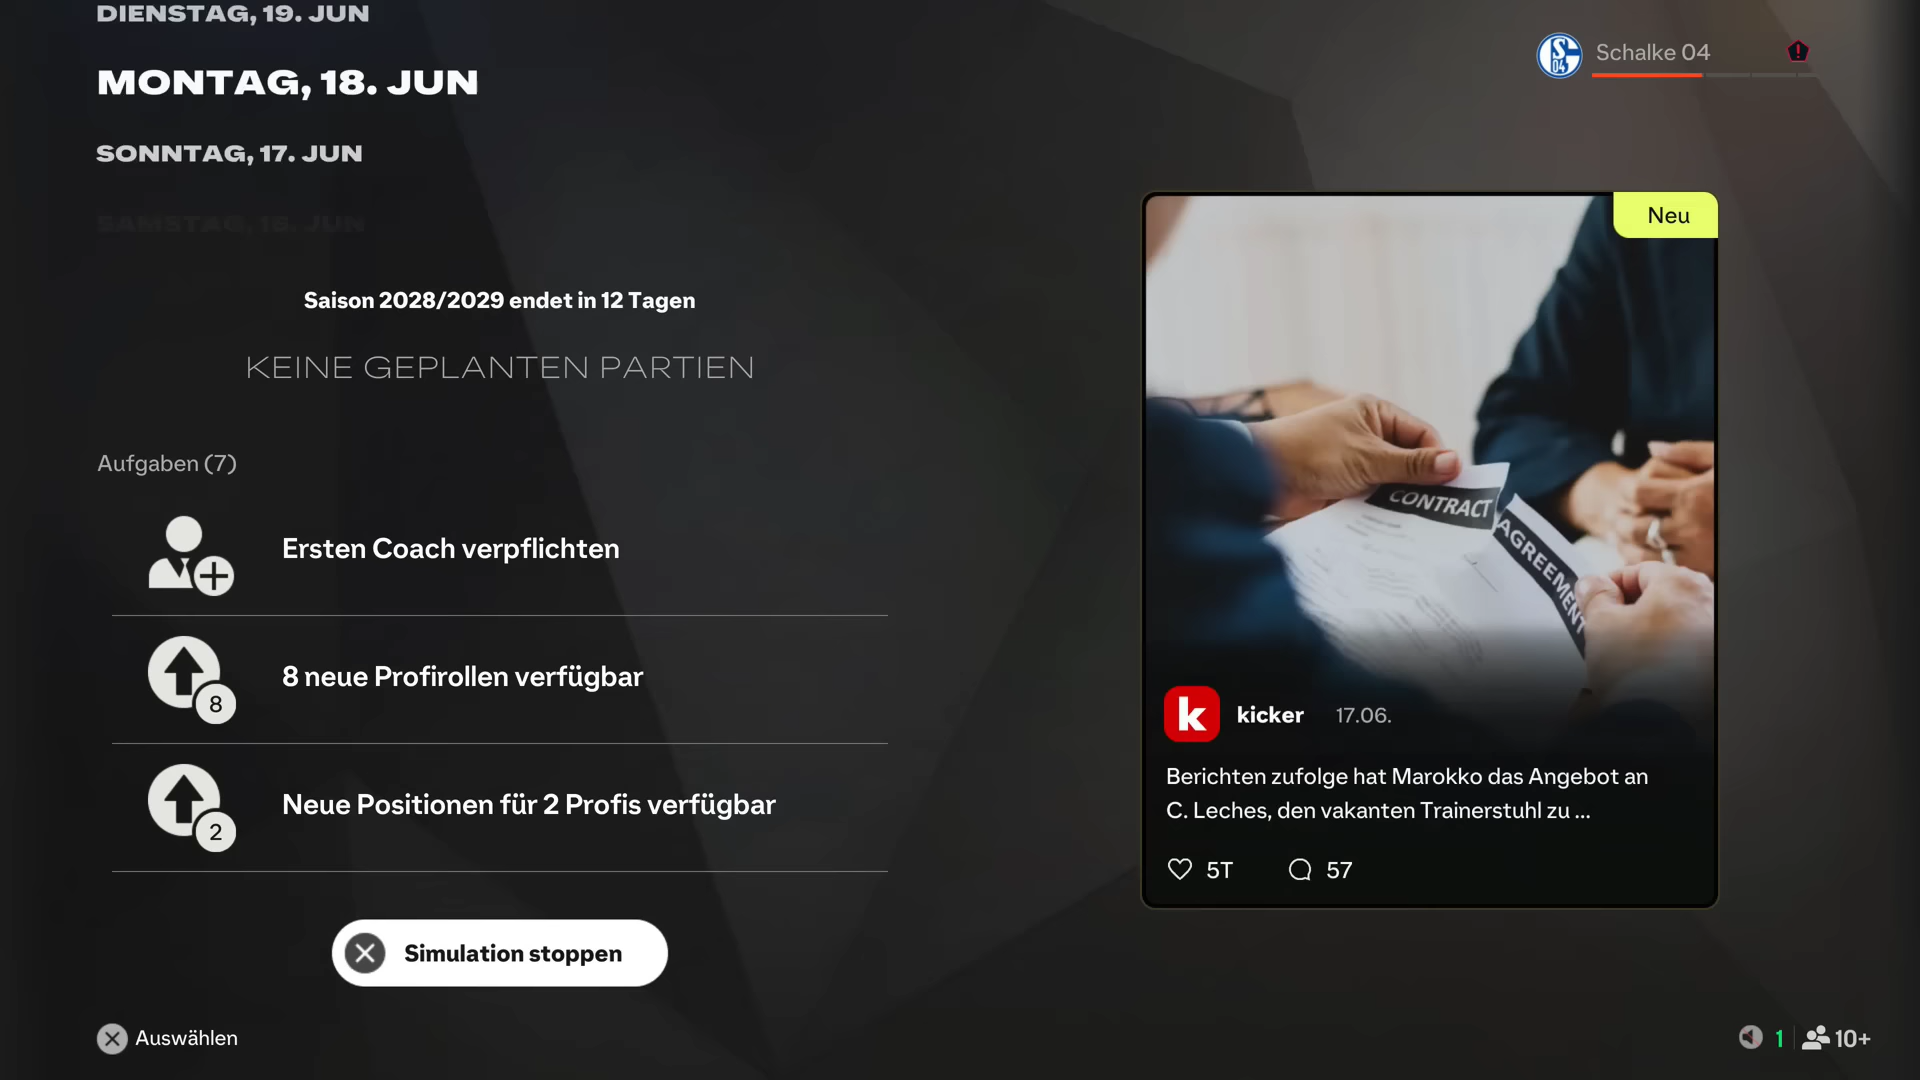 DIENSTAG, 19. JUN
MONTAG, 18. JUN
SONNTAG, 17. JUN
SAMSTAG, 16. JUN
Schalke 04
Saison 2028/2029 endet in 12 Tagen
KEINE GEPLANTEN PARTIEN
Aufgaben (7)
Ersten Coach verpflichten
8 neue Profirollen verfügbar
8
Neue Positionen für 2 Profis verfügbar
2
Simulation stoppen
Auswählen
Neu
CONTRACT
AGREEMENT
k kicker 17.06.
Berichten zufolge hat Marokko das Angebot an
C. Leches, den vakanten Trainerstuhl zu ...
5T 57
1 10+